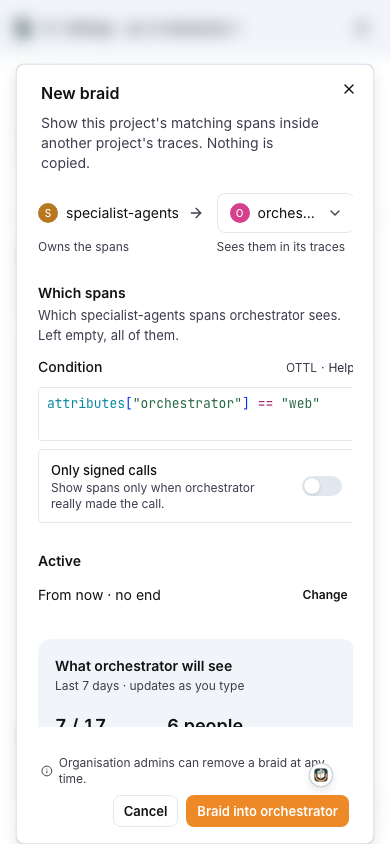 New braid
Show this project's matching spans inside
another project's traces. Nothing is
copied.
S specialist-agents → O orches...
Owns the spans Sees them in its traces
Which spans
Which specialist-agents spans orchestrator sees.
Left empty, all of them.
Condition OTTL · Help
attributes["orchestrator"] == "web"
Only signed calls
Show spans only when orchestrator
really made the call.
Active
From now · no end Change
What orchestrator will see
Last 7 days · updates as you type
7 / 17 6 people
Organisation admins can remove a braid at any
time.
Cancel Braid into orchestrator